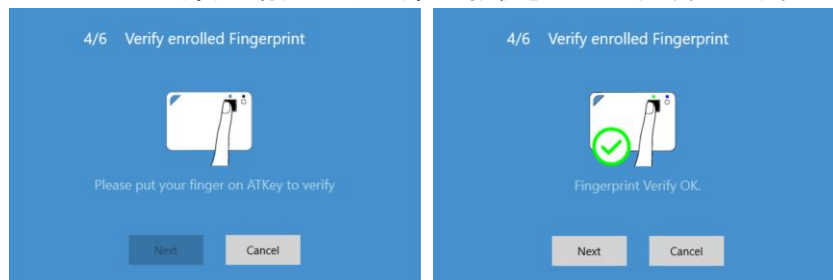 4/6 Verify enrolled Fingerprint
Please put your finger on ATKey to verify
Next Cancel
4/6 Verify enrolled Fingerprint
Fingerprint Verify OK.
Next Cancel